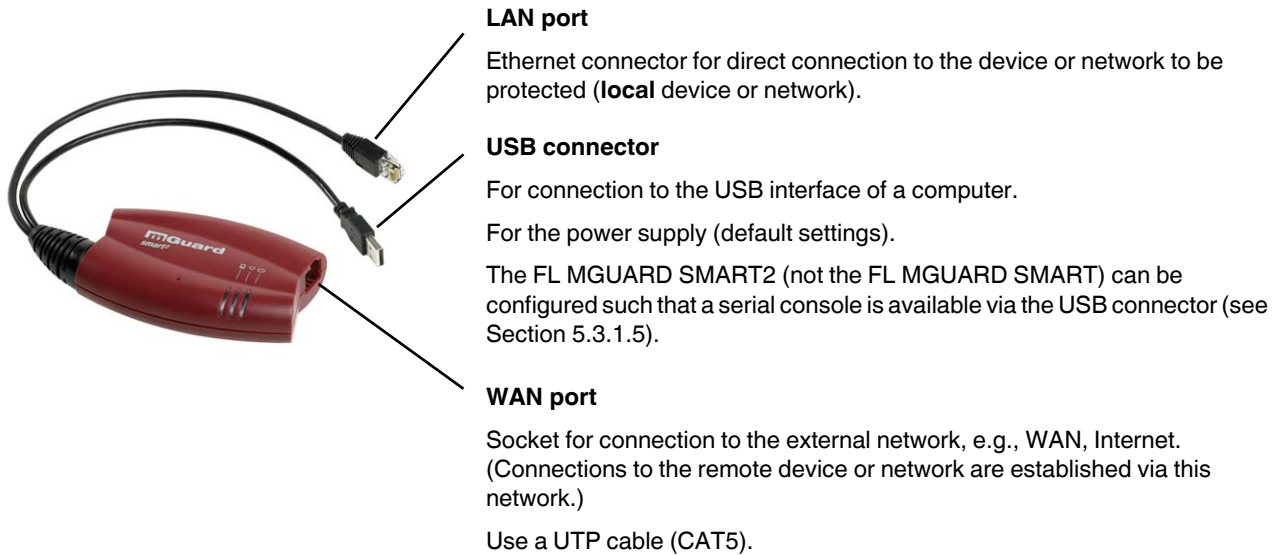 LAN port
Ethernet connector for direct connection to the device or network to be
protected (local device or network).
USB connector
For connection to the USB interface of a computer.
For the power supply (default settings).
The FL MGUARD SMART2 (not the FL MGUARD SMART) can be
configured such that a serial console is available via the USB connector (see
Section 5.3.1.5).
mGuard
smart²
WAN port
Socket for connection to the external network, e.g., WAN, Internet.
(Connections to the remote device or network are established via this
network.)
Use a UTP cable (CAT5).